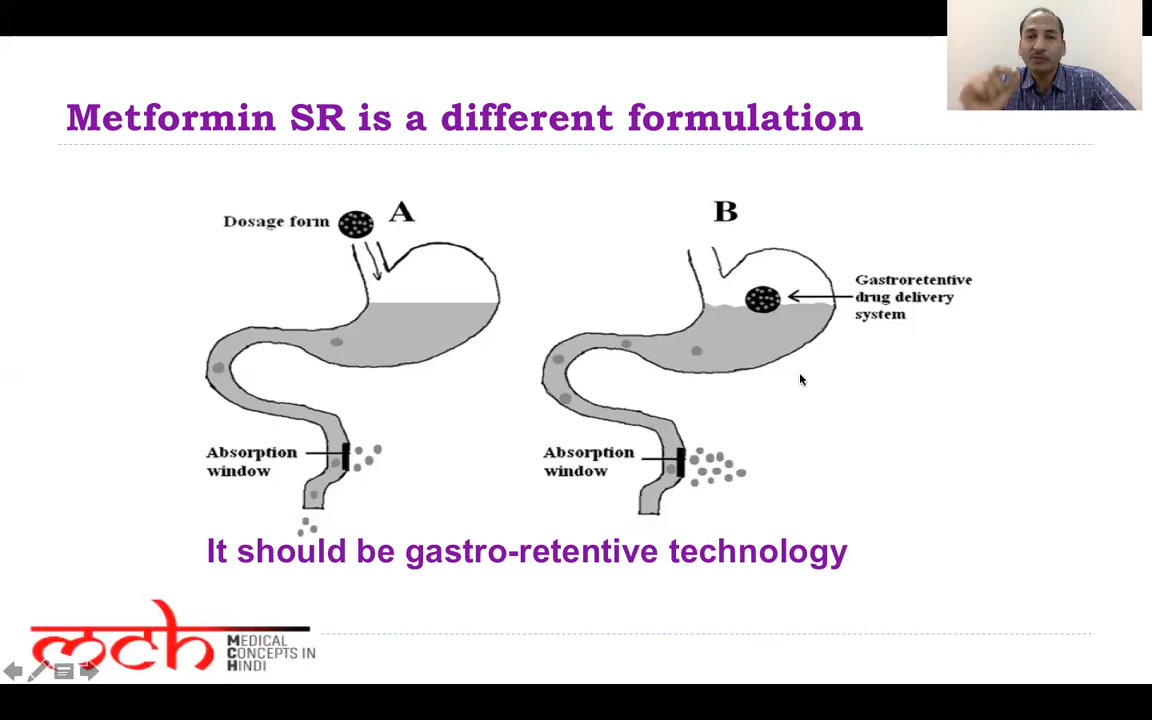 Metformin SR is a different formulation
Dosage form
A
B
Gastroretentive
drug delivery
system
Absorption
window
Absorption
window
It should be gastro-retentive technology
mch
MEDICAL
CONCEPTS IN
HINDI